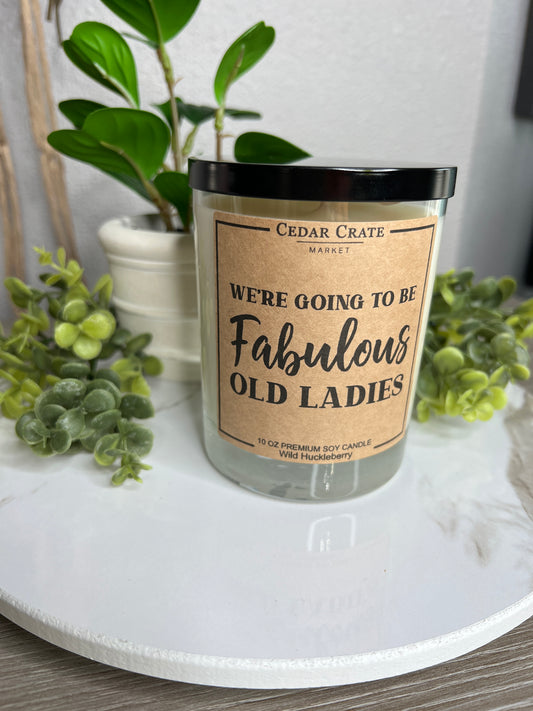 CEDAR CRATE
MARKET
WE'RE GOING TO BE
Fabulous
OLD LADIES
10 OZ PREMIUM SOY CANDLE
Wild Huckleberry